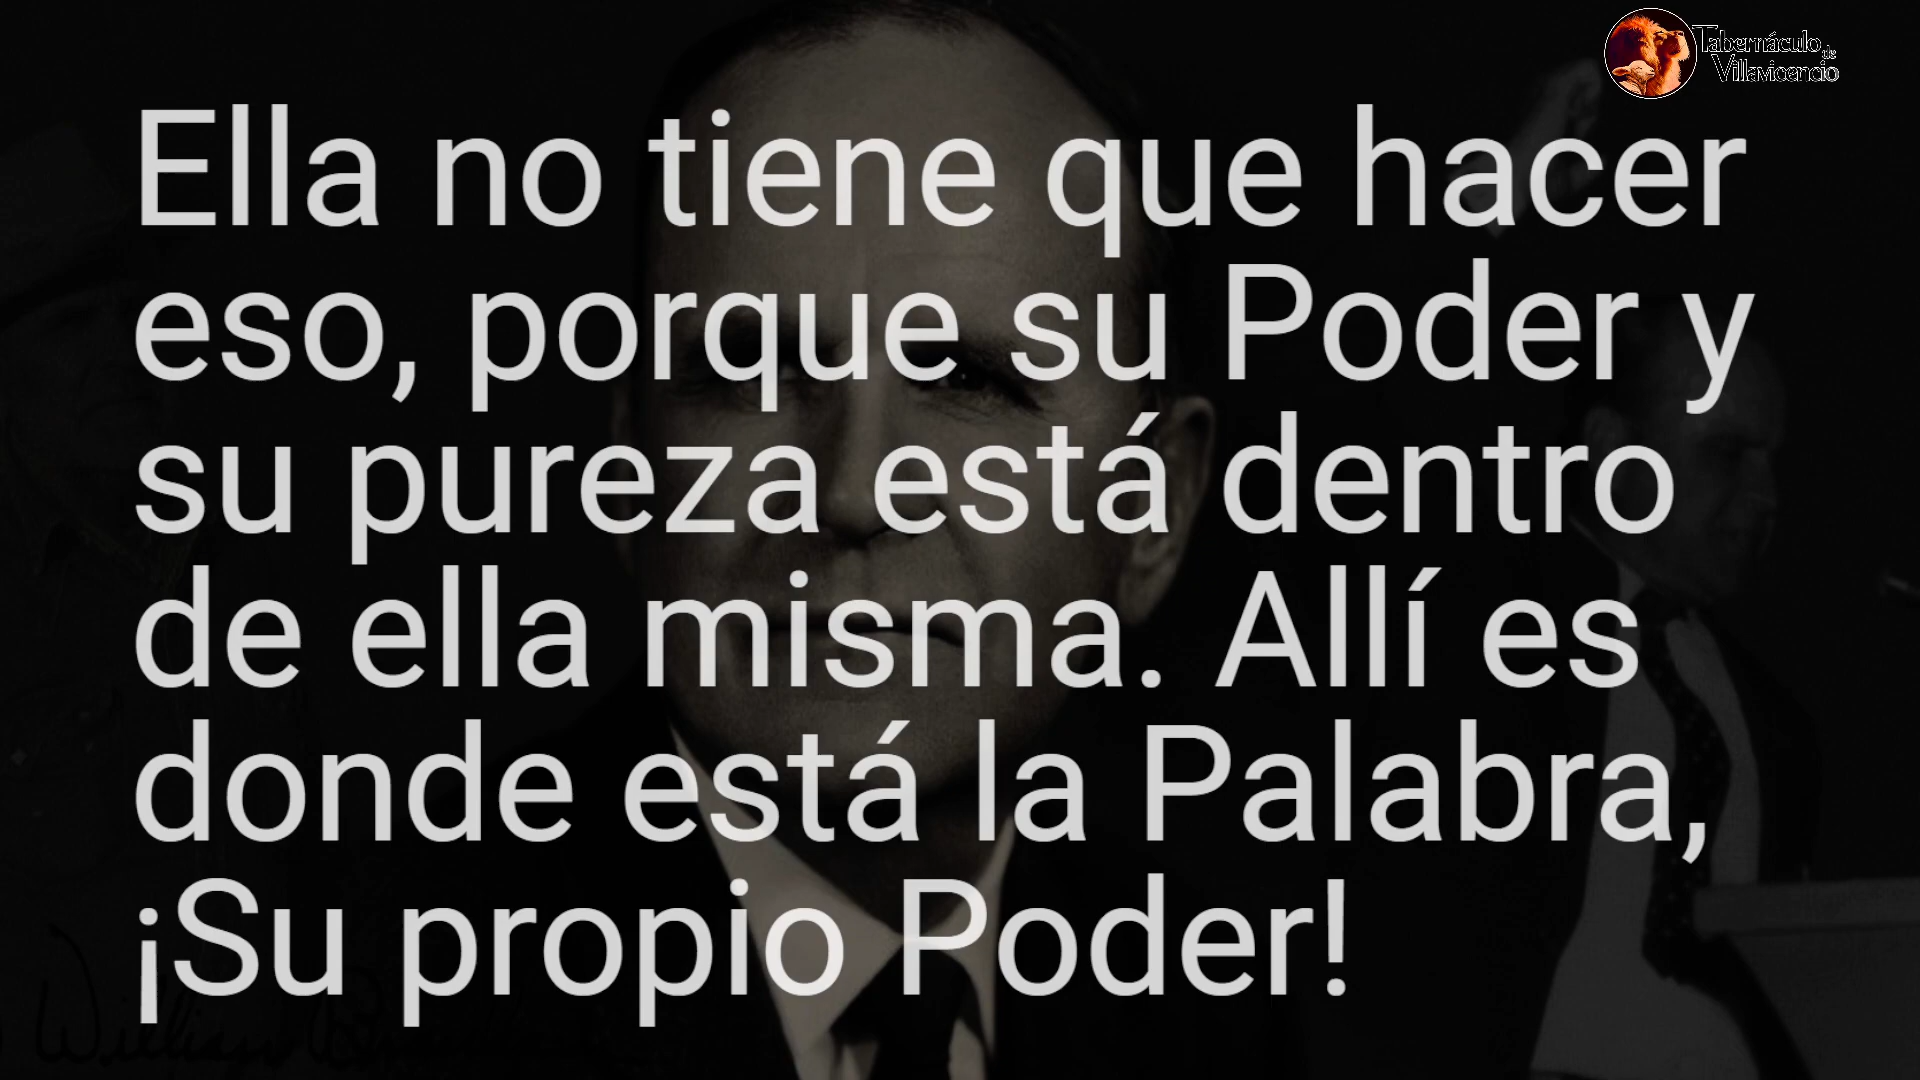 Tabernáculo de
Villavicencio
Ella no tiene que hacer
eso, porque su Poder y
su pureza está dentro
de ella misma. Allí es
donde está la Palabra,
¡Su propio Poder!
William